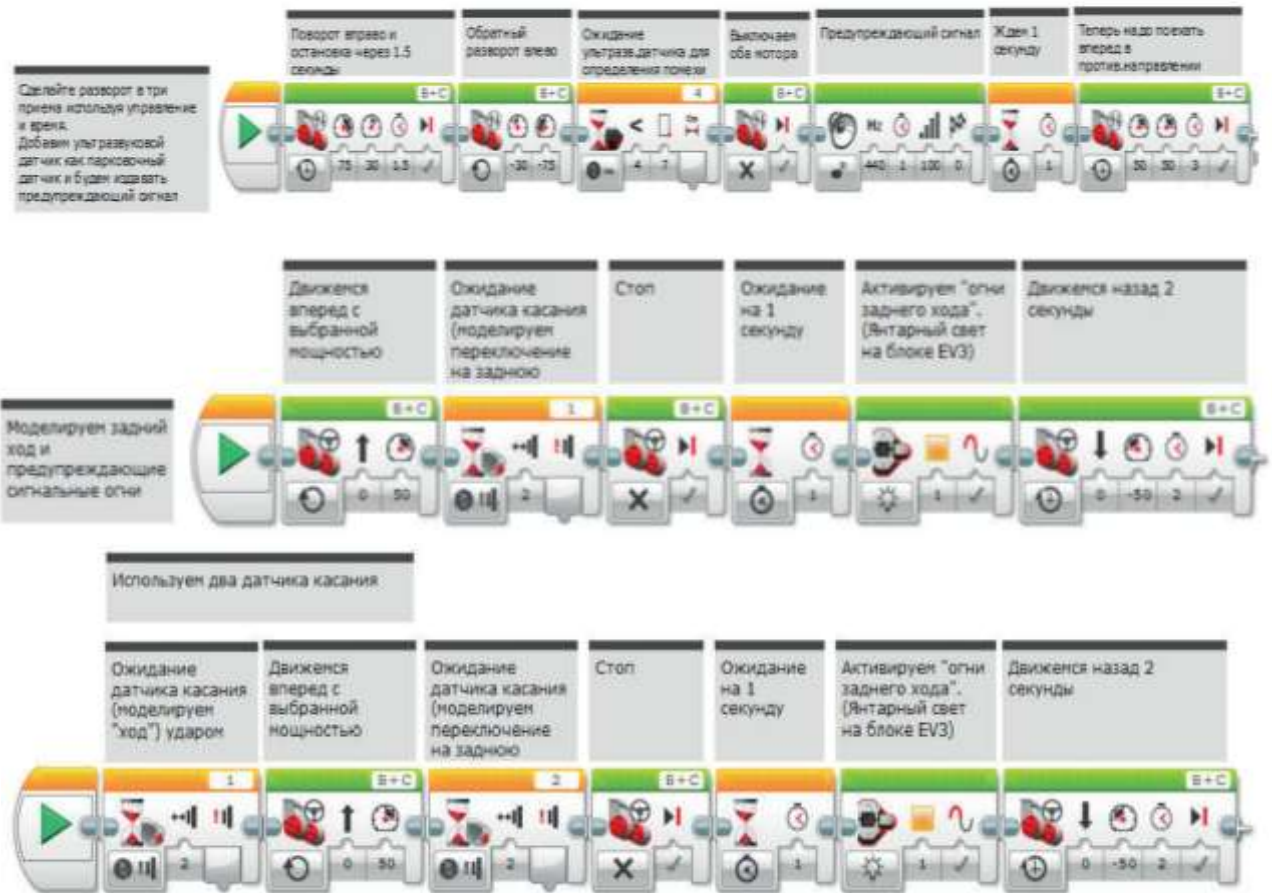 Поворот вправо и
остановка через 1.5
секунды
Обратный
разворот влево
Ожидание
ультразв.датчика для
определения помехи
Выключаем
оба мотора
Предупреждающий сигнал
Ждем 1
секунду
Теперь надо поехать
вперед в
против.направлении
Сделайте разворот в три
приема используя управление
и время.
Добавим ультразвуковой
датчик как парковочный
датчик и будем издавать
предупреждающий сигнал
B+C B+C 4 B+C B+C
Hz
75 30 1.5 -30 -75 4 7 440 1 100 0 1 50 50 3
Движемся
вперед с
выбранной
мощностью
Ожидание
датчика касания
(моделируем
переключение
на заднюю
Стоп
Ожидание
на 1
секунду
Активируем "огни
заднего хода".
(Янтарный свет
на блоке EV3)
Движемся назад 2
секунды
Моделируем задний
ход и
предупреждающие
сигнальные огни
B+C 1 B+C B+C
0 50 2 1 1 0 -50 2
Используем два датчика касания
Ожидание
датчика касания
(моделируем
"ход") ударом
Движемся
вперед с
выбранной
мощностью
Ожидание
датчика касания
(моделируем
переключение
на заднюю
Стоп
Ожидание
на 1
секунду
Активируем "огни
заднего хода".
(Янтарный свет
на блоке EV3)
Движемся назад 2
секунды
1 B+C 2 B+C B+C
2 0 50 2 1 1 0 -50 2